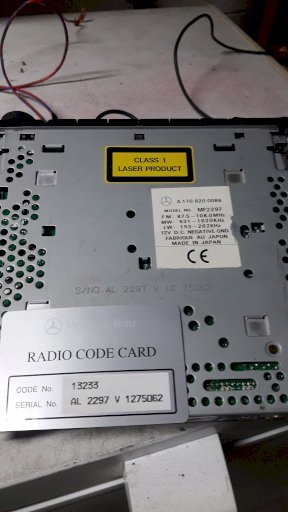 CLASS 1
LASER PRODUCT
A 170 820 0086
MODEL NO. MF2297
FM: 87.5-108.0MHz
MW: 531-1620KHz
LW: 153-282KHz
12V D.C. NEGATIVE GND
FABRIQUE AU JAPON
MADE IN JAPAN
CE
S/NO. AL 2297 V 12 75062
Mercedes-Benz
RADIO CODE CARD
CODE No. 13233
SERIAL No. AL 2297 V 1275062